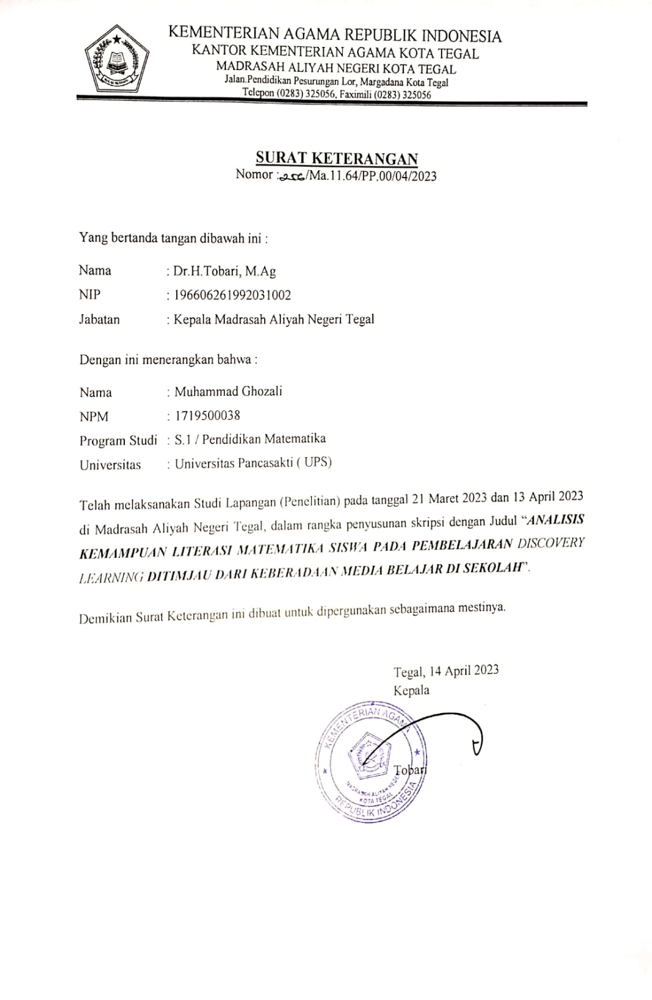 KEMENTERIAN AGAMA REPUBLIK INDONESIA
KANTOR KEMENTERIAN AGAMA KOTA TEGAL
MADRASAH ALIYAH NEGERI KOTA TEGAL
Jalan.Pendidikan Pesurungan Lor, Margadana Kota Tegal
Telepon (0283) 325056, Faximili (0283) 325056
SURAT KETERANGAN
Nomor : /Ma.11.64/PP.00/04/2023
Yang bertanda tangan dibawah ini :
Nama : Dr.H.Tobari, M.Ag
NIP : 196606261992031002
Jabatan : Kepala Madrasah Aliyah Negeri Tegal
Dengan ini menerangkan bahwa :
Nama : Muhammad Ghozali
NPM : 1719500038
Program Studi : S.1 / Pendidikan Matematika
Universitas : Universitas Pancasakti ( UPS)
Telah melaksanakan Studi Lapangan (Penelitian) pada tanggal 21 Maret 2023 dan 13 April 2023
di Madrasah Aliyah Negeri Tegal, dalam rangka penyusunan skripsi dengan Judul “ANALISIS
KEMAMPUAN LITERASI MATEMATIKA SISWA PADA PEMBELAJARAN DISCOVERY
LEARNING DITIMJAU DARI KEBERADAAN MEDIA BELAJAR DI SEKOLAH”.
Demikian Surat Keterangan ini dibuat untuk dipergunakan sebagaimana mestinya.
Tegal, 14 April 2023
Kepala
KEMENTERIAN AGAMA
Tobari
MADRASAH ALIYAH NEGERI
KOTA TEGAL
REPUBLIK INDONESIA